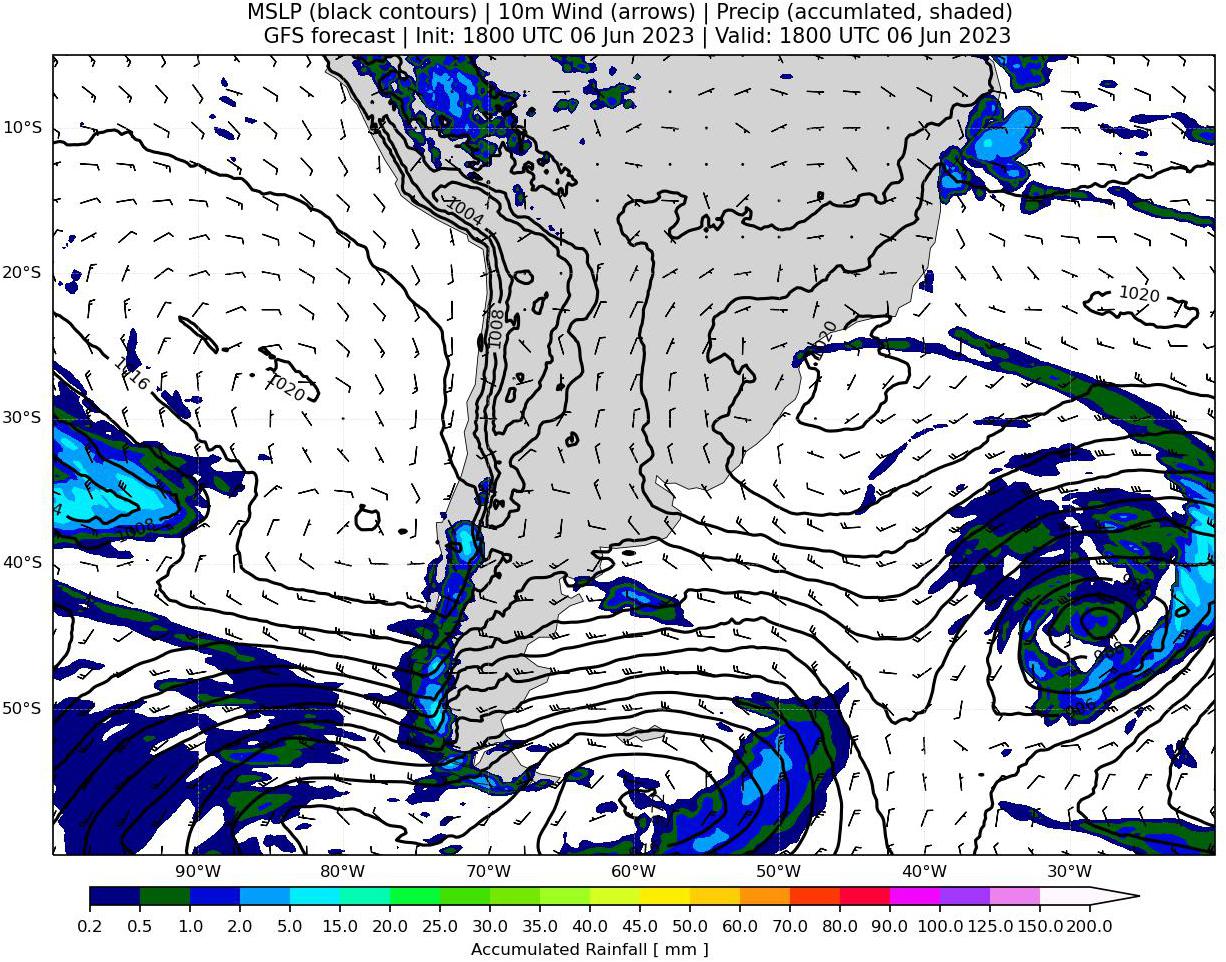 MSLP (black contours) | 10m Wind (arrows) | Precip (accumlated, shaded)
GFS forecast | Init: 1800 UTC 06 Jun 2023 | Valid: 1800 UTC 06 Jun 2023
10°S
1004
20°S
1020
1008
1020
1016
1020
30°S
4
1008
40°S
50°S
90°W 80°W 70°W 60°W 50°W 40°W 30°W
0.2 0.5 1.0 2.0 5.0 10.0 15.0 20.0 25.0 30.0 35.0 40.0 45.0 50.0 60.0 70.0 80.0 90.0 100.0 125.0 150.0 200.0
Accumulated Rainfall [ mm ]